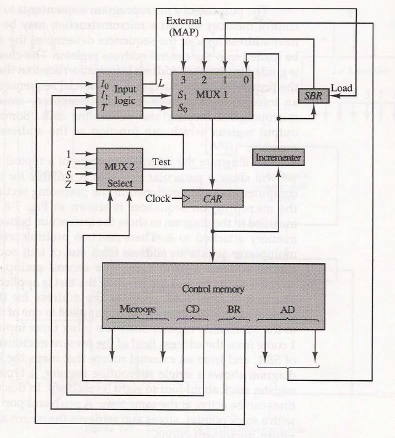 External
(MAP)
I0 Input L
I1 logic
T
3 2 1 0
S1 MUX 1
S0
SBR Load
1
I
S
Z
MUX 2
Select
Test
Incrementer
Clock CAR
Control memory
Microops CD BR AD